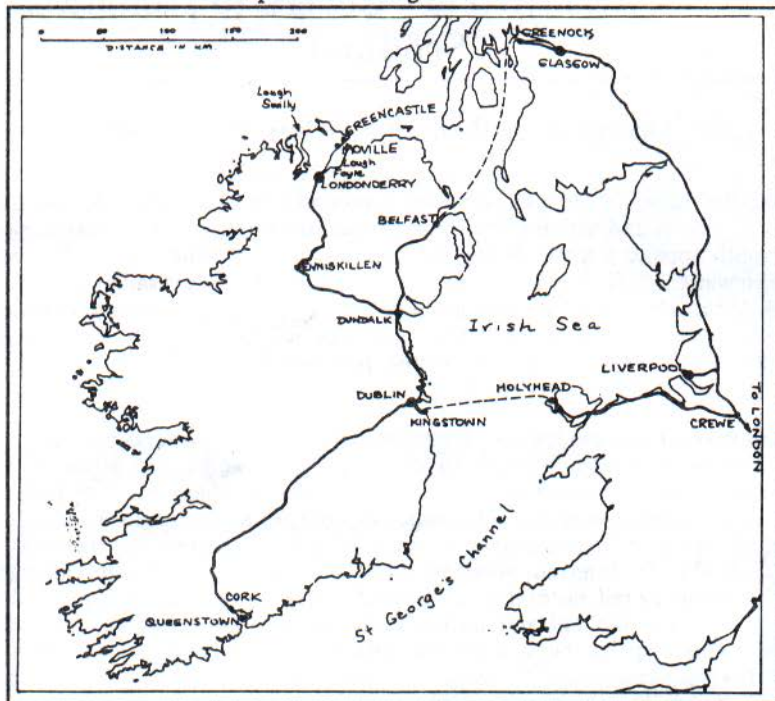 GREENOCK
GLASGOW
0 50 100 150 200
DISTANCE IN KM.
Lough
Swilly
GREENCASTLE
MOVILLE
Lough
Foyle
LONDONDERRY
BELFAST
ENNISKILLEN
DUNDALK
Irish Sea
LIVERPOOL
DUBLIN
HOLYHEAD
KINGSTOWN
CREWE
TO LONDON
St George's Channel
CORK
QUEENSTOWN